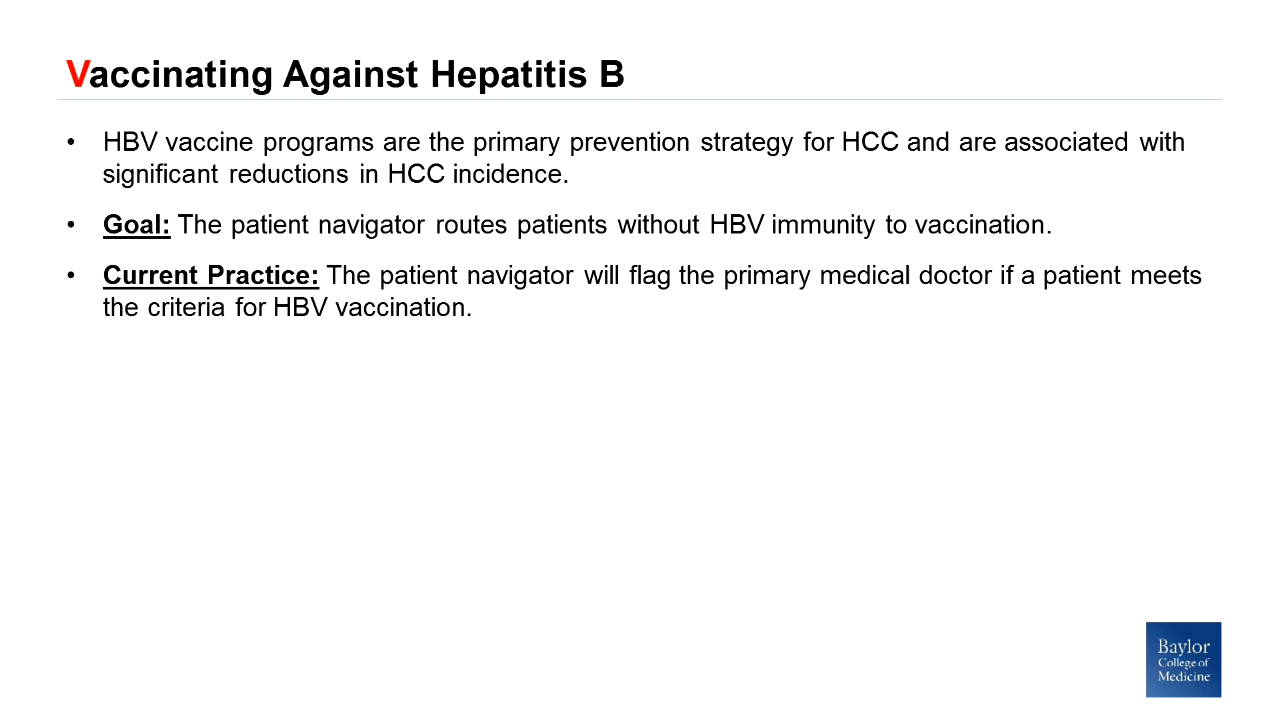 Vaccinating Against Hepatitis B
• HBV vaccine programs are the primary prevention strategy for HCC and are associated with
significant reductions in HCC incidence.
• Goal: The patient navigator routes patients without HBV immunity to vaccination.
• Current Practice: The patient navigator will flag the primary medical doctor if a patient meets
the criteria for HBV vaccination.
Baylor
College of
Medicine